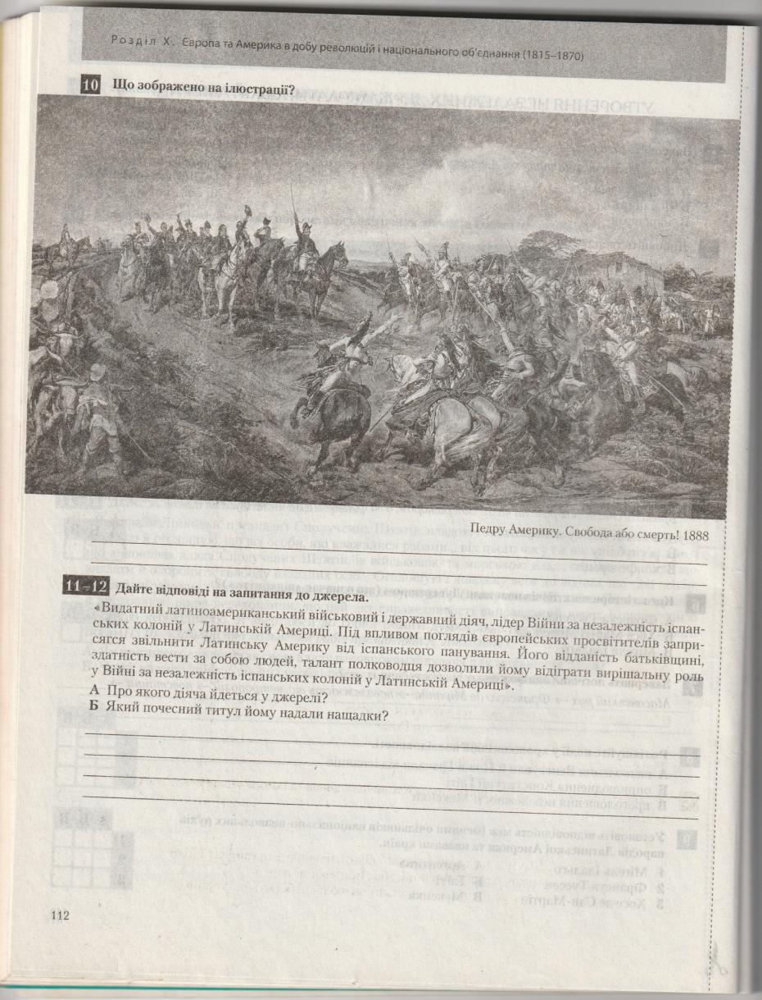 Розділ X. Європа та Америка в добу революцій і національного об'єднання (1815–1870)
10 Що зображено на ілюстрації?
Педру Америку. Свобода або смерть! 1888
11–12 Дайте відповіді на запитання до джерела.
«Видатний латиноамериканський військовий і державний діяч, лідер Війни за незалежність іспан-
ських колоній у Латинській Америці. Під впливом поглядів європейських просвітителів запри-
сягся звільнити Латинську Америку від іспанського панування. Його відданість батьківщині,
здатність вести за собою людей, талант полководця дозволили йому відіграти вирішальну роль
у Війні за незалежність іспанських колоній у Латинській Америці».
А Про якого діяча йдеться у джерелі?
Б Який почесний титул йому надали нащадки?
112